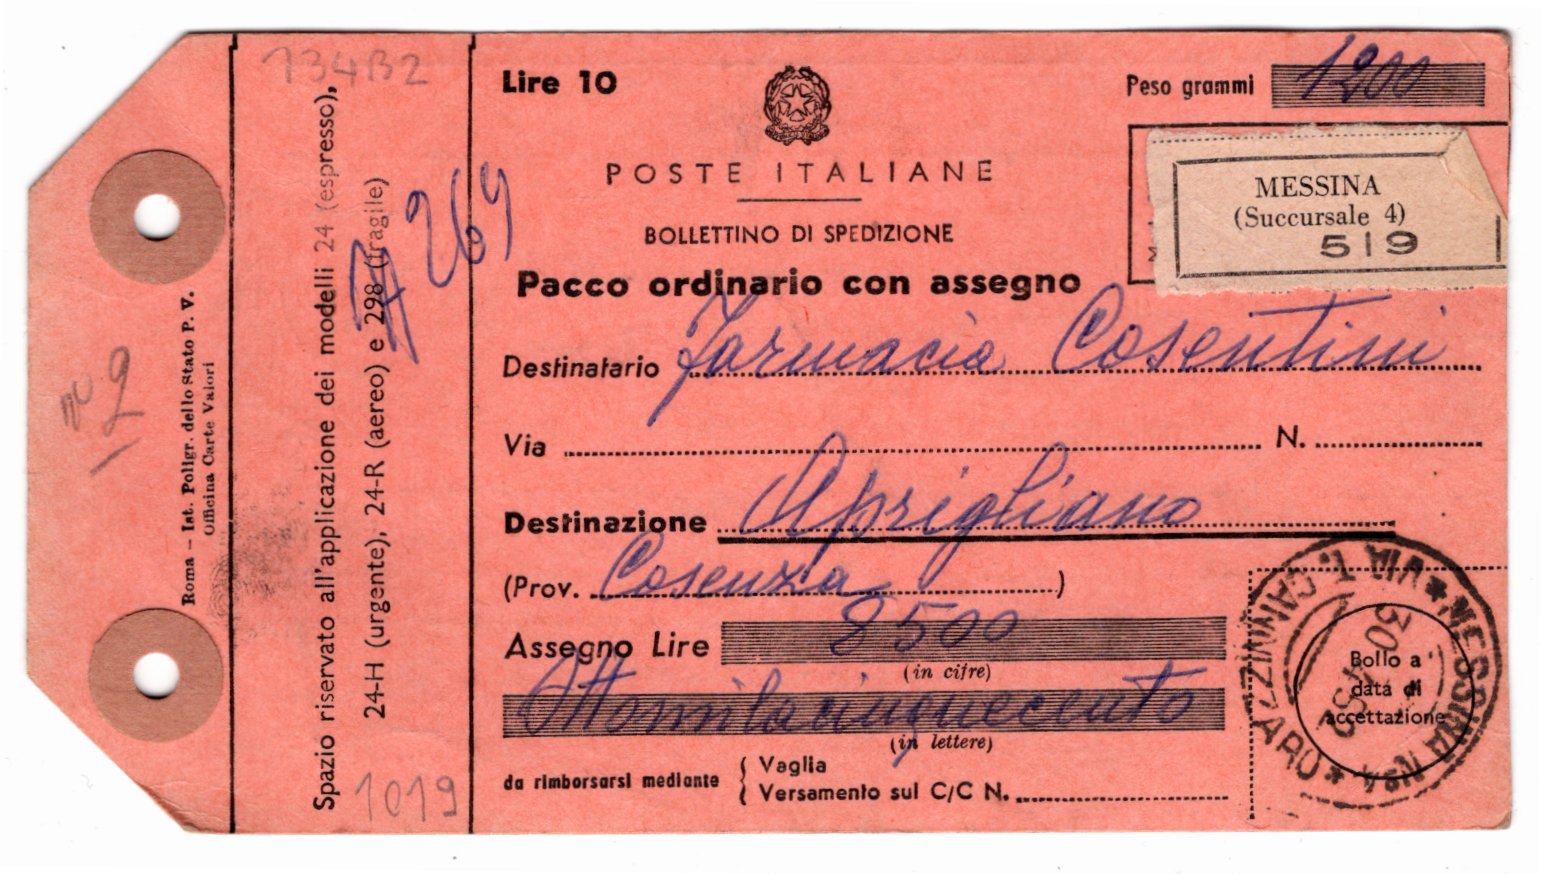 134B2
Lire 10
Peso grammi 1200
POSTE ITALIANE
MESSINA
(Succursale 4)
519
BOLLETTINO DI SPEDIZIONE
Pacco ordinario con assegno
Destinatario Farmacia Cosentini
Via N.
Destinazione Aprigliano
(Prov. Cosenza)
Assegno Lire 8500
(in cifre)
Ottomilacinquecento
(in lettere)
da rimborsarsi mediante { Vaglia
Versamento sul C/C N.
Bollo a
data di
accettazione
MESSINA N°4 * VIA T. CANNIZZARO *
Spazio riservato all'applicazione dei modelli 24 (espresso),
24-H (urgente), 24-R (aereo) e 298 (fragile)
269
1019
n° 2
Roma – Ist. Poligr. dello Stato P. V.
Officina Carte Valori